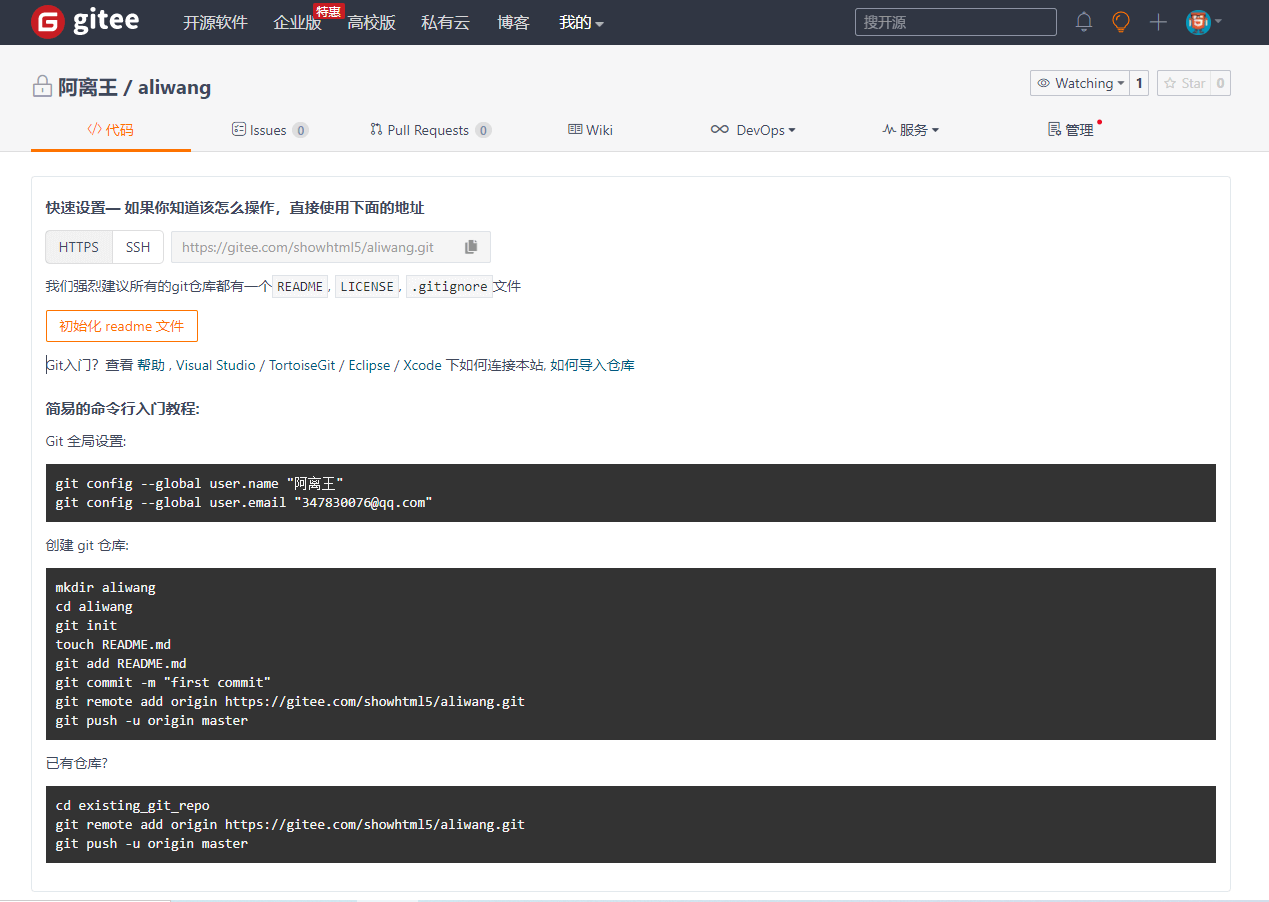 gitee 开源软件 企业版 特惠 高校版 私有云 博客 我的 搜开源
阿离王 / aliwang Watching 1 Star 0
</> 代码 Issues 0 Pull Requests 0 Wiki DevOps 服务 管理
快速设置— 如果你知道该怎么操作，直接使用下面的地址
HTTPS SSH https://gitee.com/showhtml5/aliwang.git
我们强烈建议所有的git仓库都有一个 README , LICENSE , .gitignore 文件
初始化 readme 文件
Git入门？查看 帮助 , Visual Studio / TortoiseGit / Eclipse / Xcode 下如何连接本站, 如何导入仓库
简易的命令行入门教程:
Git 全局设置:
git config --global user.name "阿离王"
git config --global user.email "347830076@qq.com"
创建 git 仓库:
mkdir aliwang
cd aliwang
git init
touch README.md
git add README.md
git commit -m "first commit"
git remote add origin https://gitee.com/showhtml5/aliwang.git
git push -u origin master
已有仓库?
cd existing_git_repo
git remote add origin https://gitee.com/showhtml5/aliwang.git
git push -u origin master